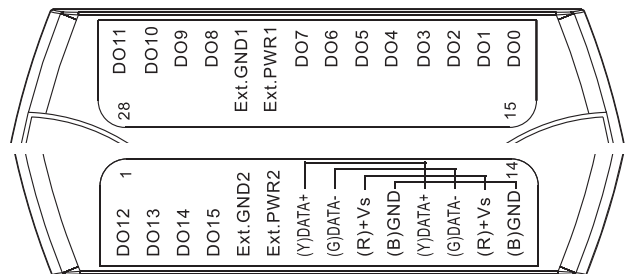 DO11
DO10
DO9
DO8
Ext.GND1
Ext.PWR1
DO7
DO6
DO5
DO4
DO3
DO2
DO1
DO0
28
15
1
14
DO12
DO13
DO14
DO15
Ext.GND2
Ext.PWR2
(Y)DATA+
(G)DATA-
(R)+Vs
(B)GND
(Y)DATA+
(G)DATA-
(R)+Vs
(B)GND